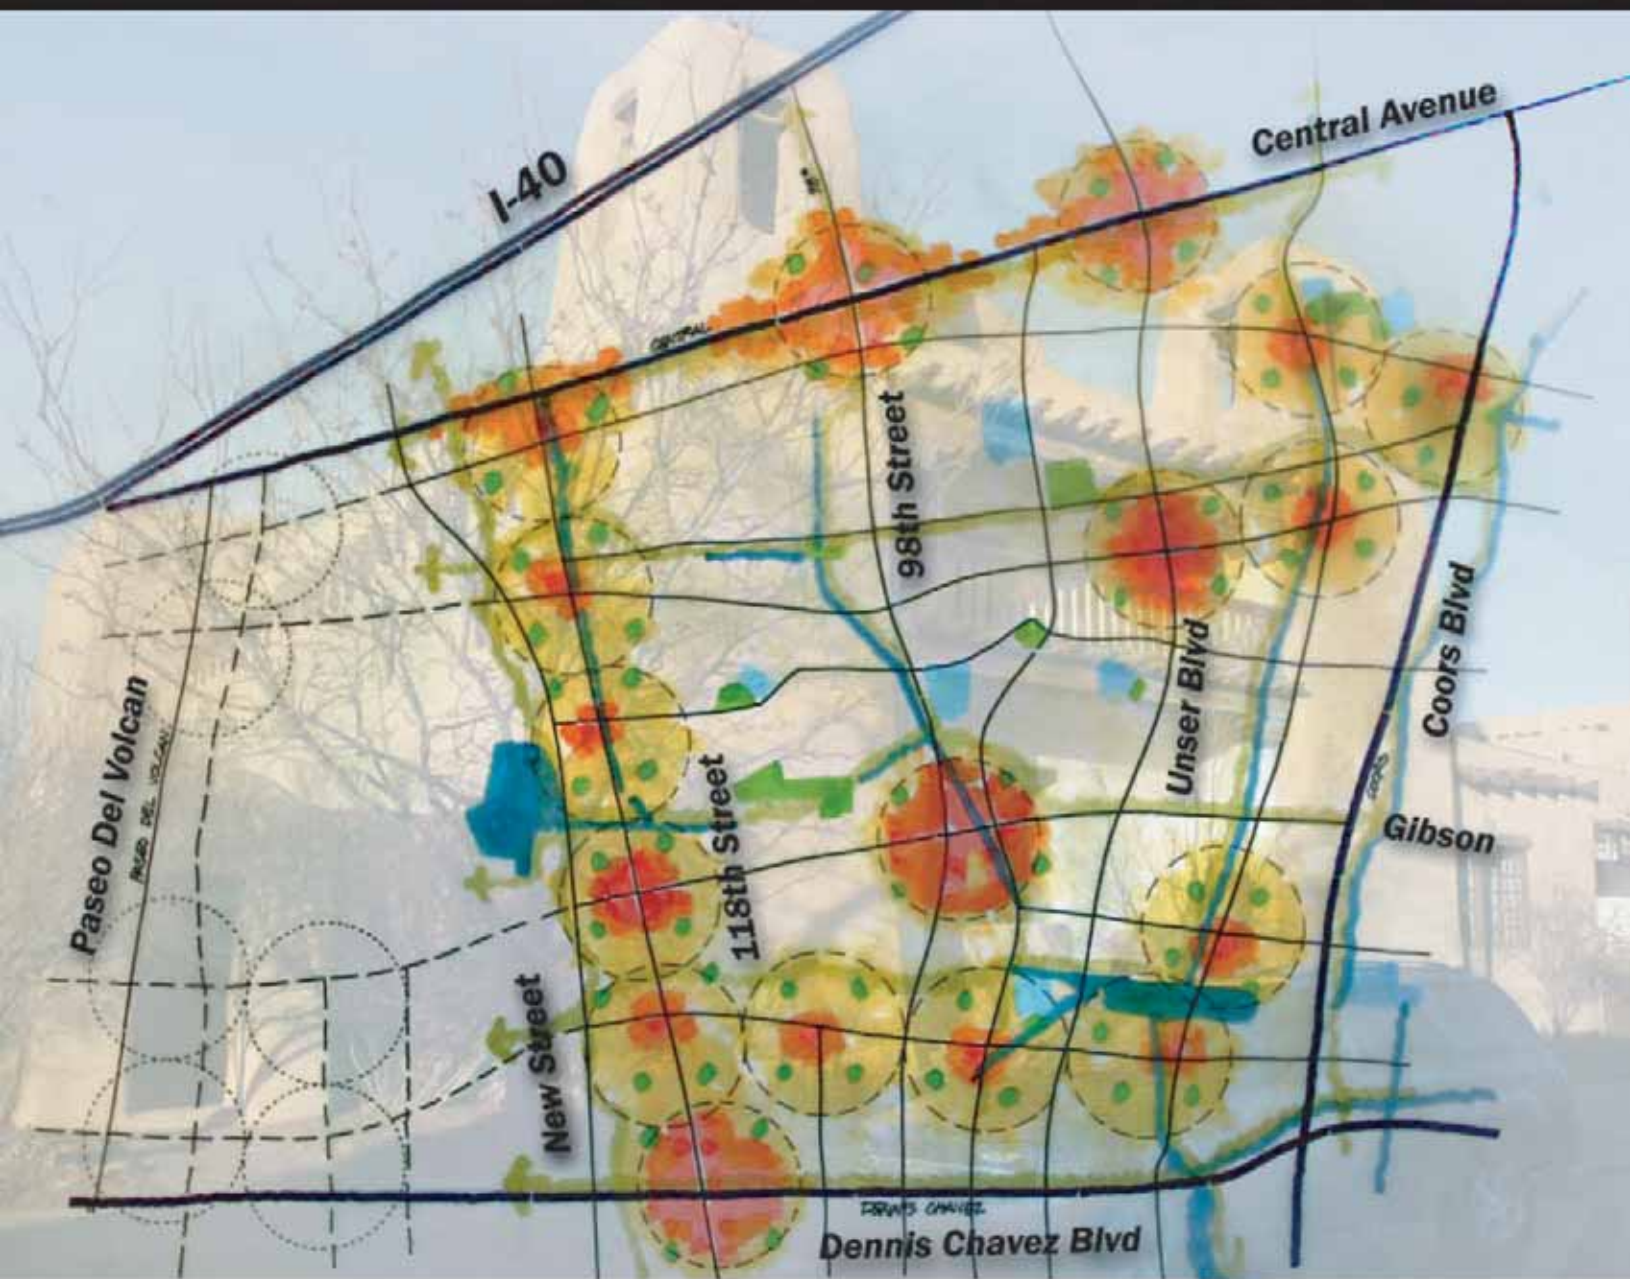 Central Avenue
I-40
CENTRAL
98th Street
Paseo Del Volcan
PASEO DEL VOLCAN
118th Street
Unser Blvd
Coors Blvd
COORS
Gibson
New Street
DENNIS CHAVEZ
Dennis Chavez Blvd